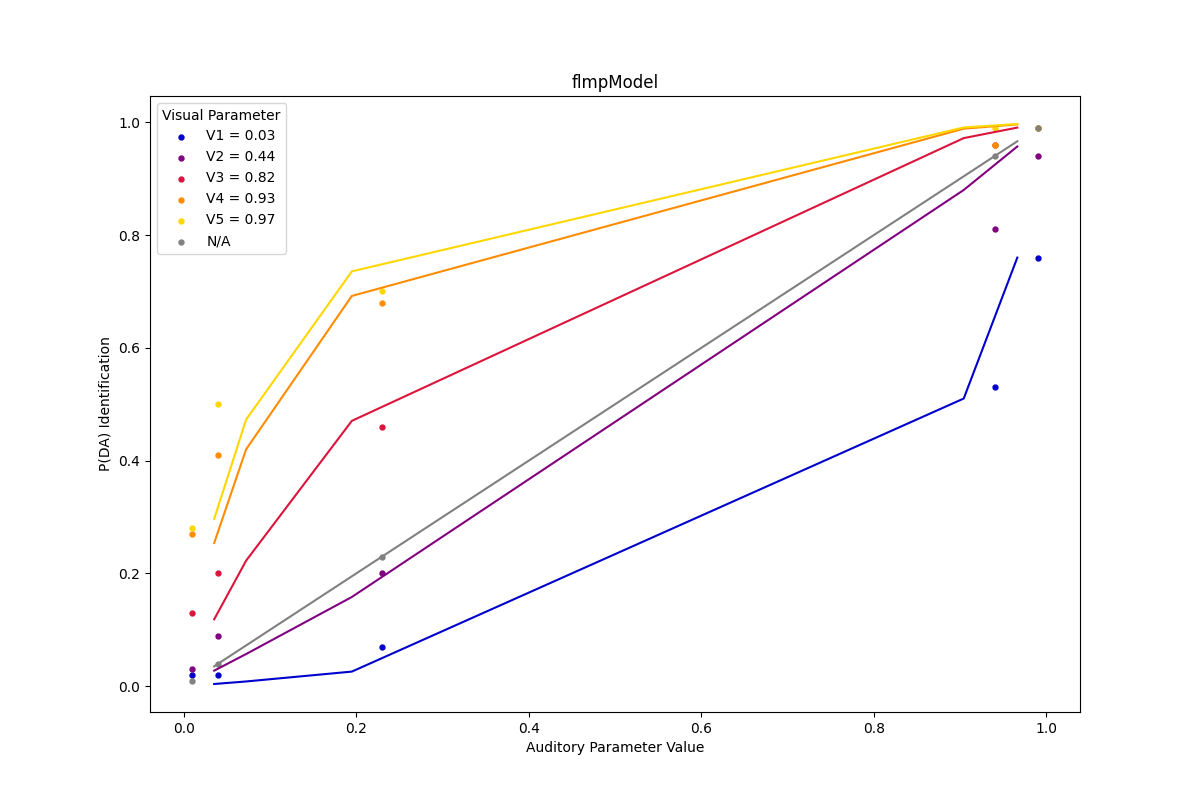 flmpModel
Visual Parameter
V1 = 0.03
V2 = 0.44
V3 = 0.82
V4 = 0.93
V5 = 0.97
N/A
P(DA) Identification
1.0
0.8
0.6
0.4
0.2
0.0
0.0 0.2 0.4 0.6 0.8 1.0
Auditory Parameter Value